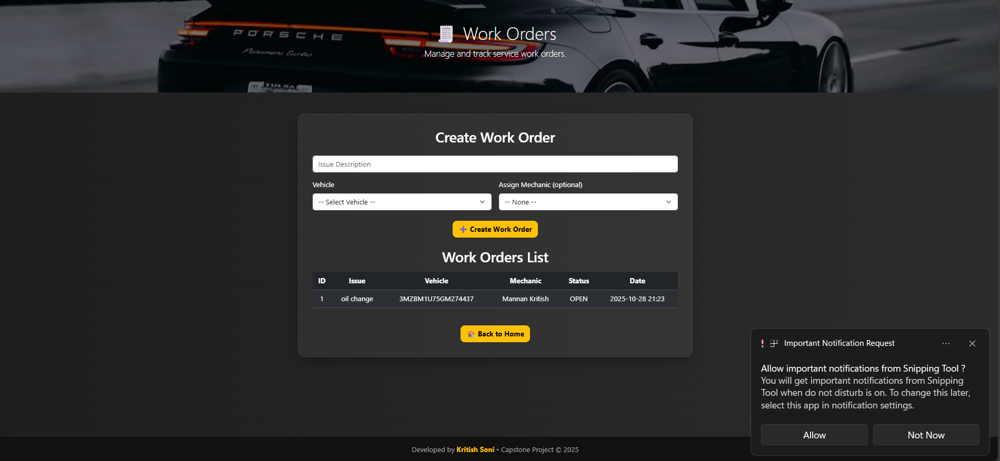 PORSCHE
Panamera turbo
TULSA
Work Orders
Manage and track service work orders.
Create Work Order
Issue Description
Vehicle
Assign Mechanic (optional)
-- Select Vehicle --
-- None --
Create Work Order
Work Orders List
ID Issue Vehicle Mechanic Status Date
1 oil change 3MZBM1U75GM274437 Mannan Kritish OPEN 2025-10-28 21:23
Back to Home
Important Notification Request
Allow important notifications from Snipping Tool ?
You will get important notifications from Snipping
Tool when do not disturb is on. To change this later,
select this app in notification settings.
Allow
Not Now
Developed by Kritish Soni • Capstone Project © 2025